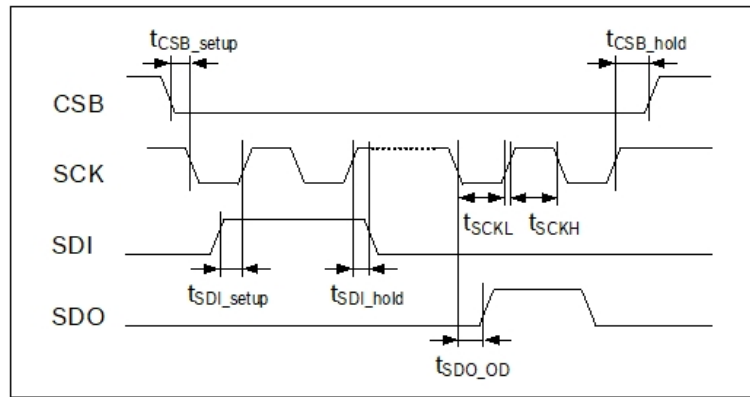 tCSB_setup
tCSB_hold
CSB
SCK
tSCKL
tSCKH
SDI
tSDI_setup
tSDI_hold
SDO
tSDO_OD